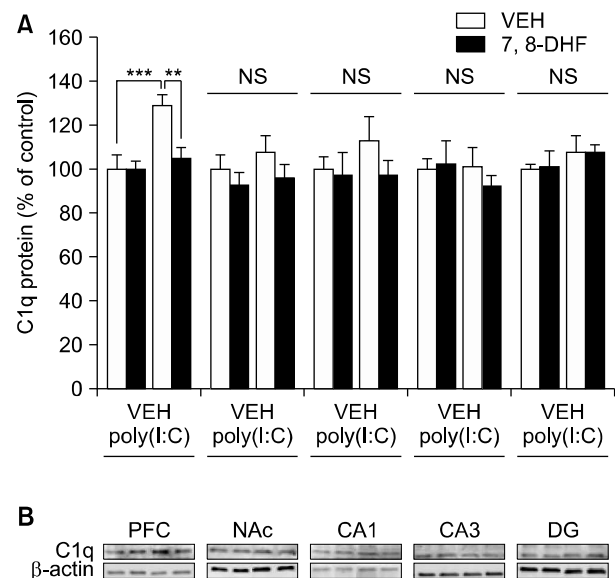 A
VEH
7, 8-DHF
C1q protein (% of control)
160
140
120
100
80
60
40
20
0
***
**
NS
NS
NS
NS
VEH
poly(I:C)
VEH
poly(I:C)
VEH
poly(I:C)
VEH
poly(I:C)
VEH
poly(I:C)
B
PFC NAc CA1 CA3 DG
C1q
β-actin